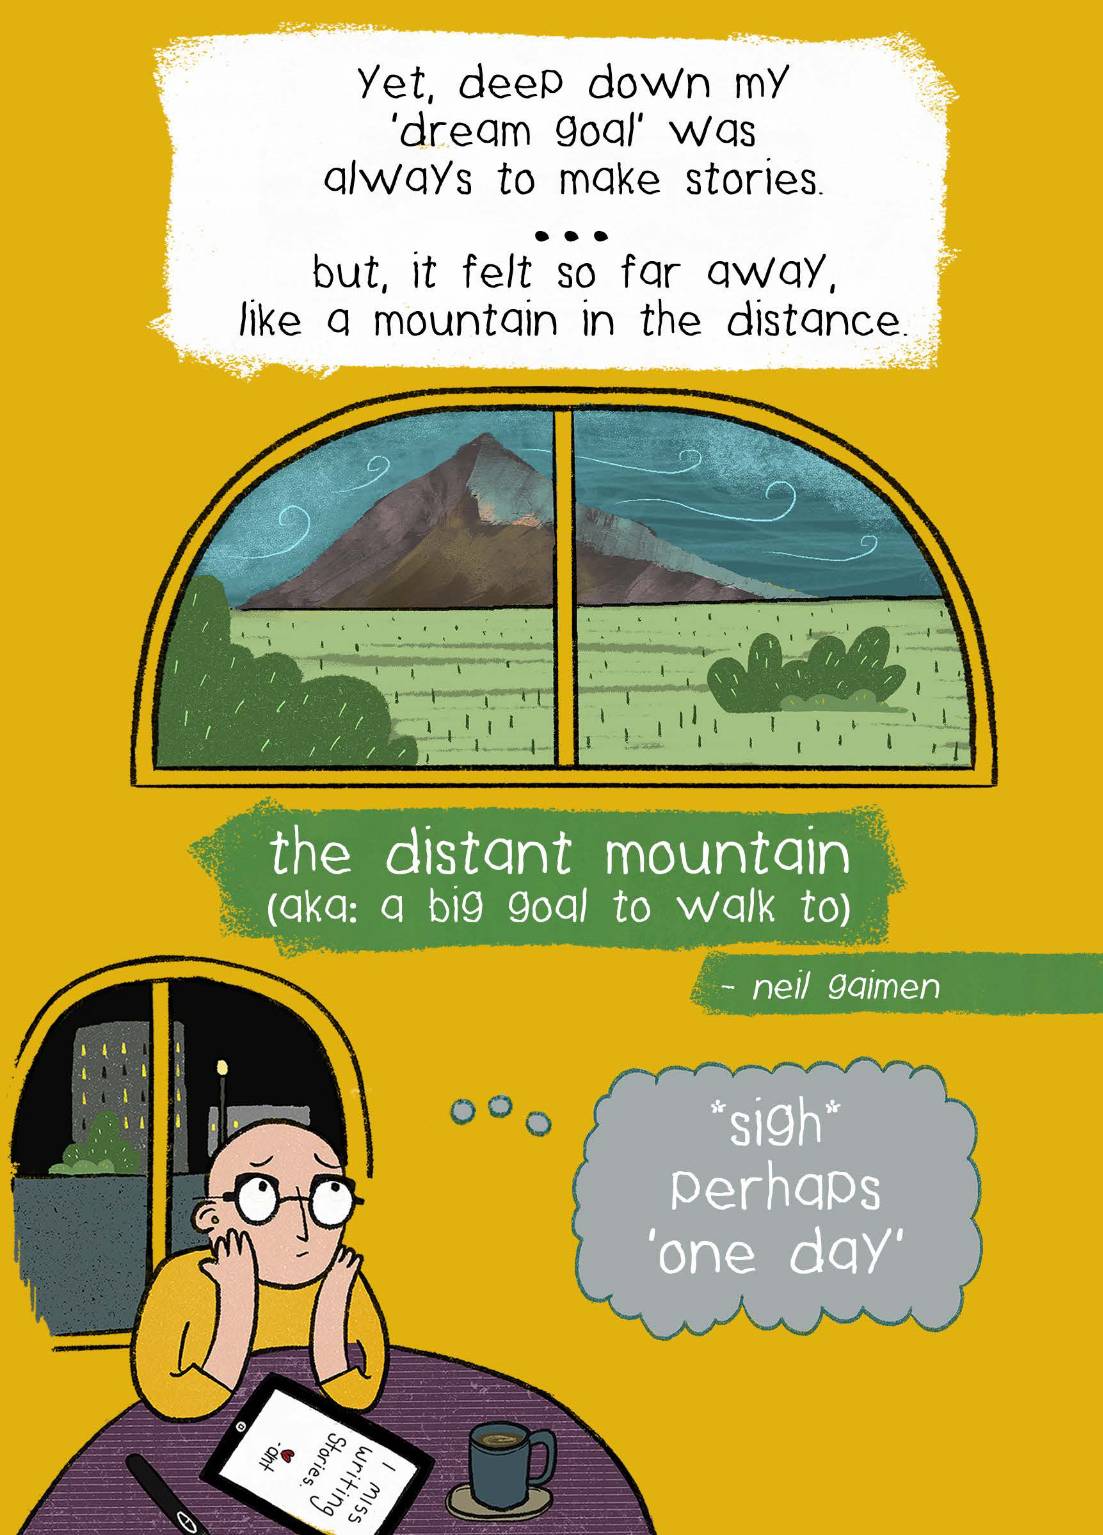 Yet, deep down my
'dream goal' was
always to make stories.
...
but, it felt so far away,
like a mountain in the distance.
the distant mountain
(aka: a big goal to walk to)
- neil gaimen
*sigh*
perhaps
'one day'
I miss
writing
Stories.
-ant